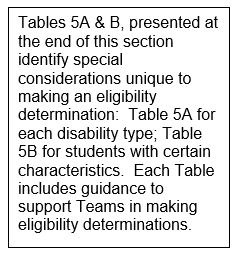 Tables 5A & B, presented at
the end of this section
identify special
considerations unique to
making an eligibility
determination:  Table 5A for
each disability type; Table
5B for students with certain
characteristics.  Each Table
includes guidance to
support Teams in making
eligibility determinations.